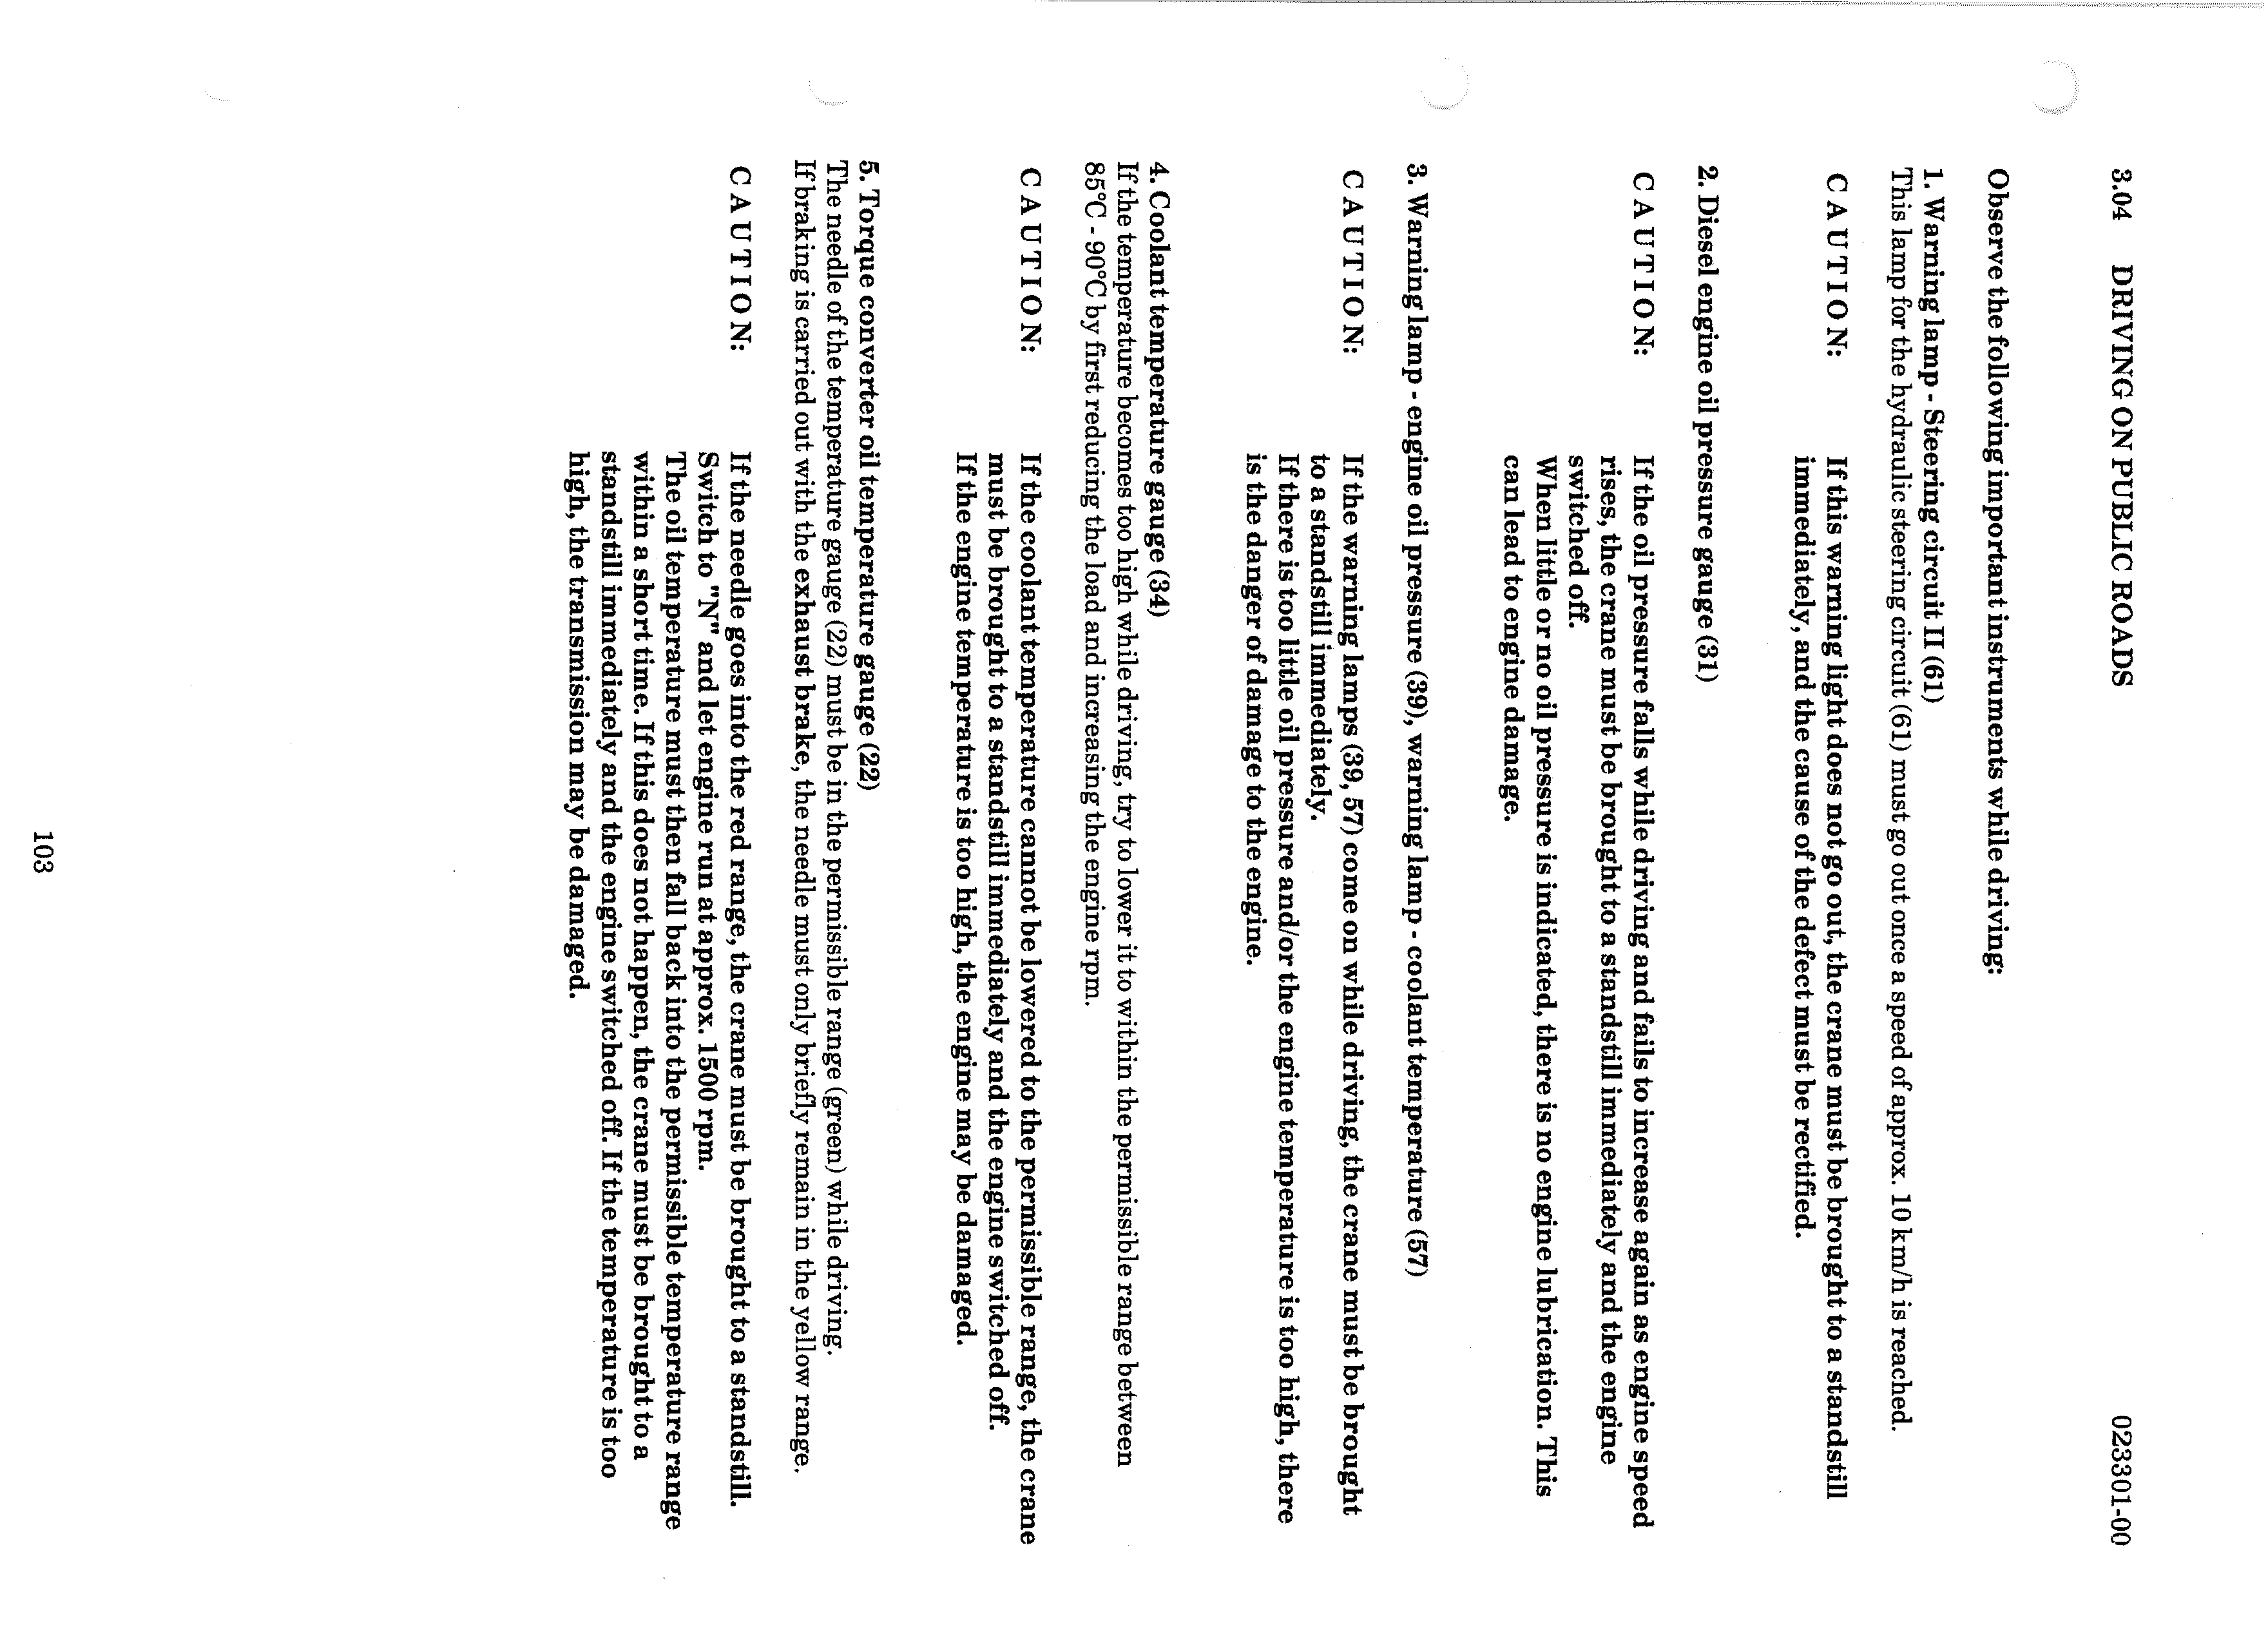 3.04 DRIVING ON PUBLIC ROADS 023301-00
Observe the following important instruments while driving:
1. Warning lamp - Steering circuit II (61)
This lamp for the hydraulic steering circuit (61) must go out once a speed of approx. 10 km/h is reached.
C A U T I O N: If this warning light does not go out, the crane must be brought to a standstill
immediately, and the cause of the defect must be rectified.
2. Diesel engine oil pressure gauge (31)
C A U T I O N: If the oil pressure falls while driving and fails to increase again as engine speed
rises, the crane must be brought to a standstill immediately and the engine
switched off.
When little or no oil pressure is indicated, there is no engine lubrication. This
can lead to engine damage.
3. Warning lamp - engine oil pressure (39), warning lamp - coolant temperature (57)
C A U T I O N: If the warning lamps (39, 57) come on while driving, the crane must be brought
to a standstill immediately.
If there is too little oil pressure and/or the engine temperature is too high, there
is the danger of damage to the engine.
4. Coolant temperature gauge (34)
If the temperature becomes too high while driving, try to lower it to within the permissible range between
85°C - 90°C by first reducing the load and increasing the engine rpm.
C A U T I O N: If the coolant temperature cannot be lowered to the permissible range, the crane
must be brought to a standstill immediately and the engine switched off.
If the engine temperature is too high, the engine may be damaged.
5. Torque converter oil temperature gauge (22)
The needle of the temperature gauge (22) must be in the permissible range (green) while driving.
If braking is carried out with the exhaust brake, the needle must only briefly remain in the yellow range.
C A U T I O N: If the needle goes into the red range, the crane must be brought to a standstill.
Switch to "N" and let engine run at approx. 1500 rpm.
The oil temperature must then fall back into the permissible temperature range
within a short time. If this does not happen, the crane must be brought to a
standstill immediately and the engine switched off. If the temperature is too
high, the transmission may be damaged.
103